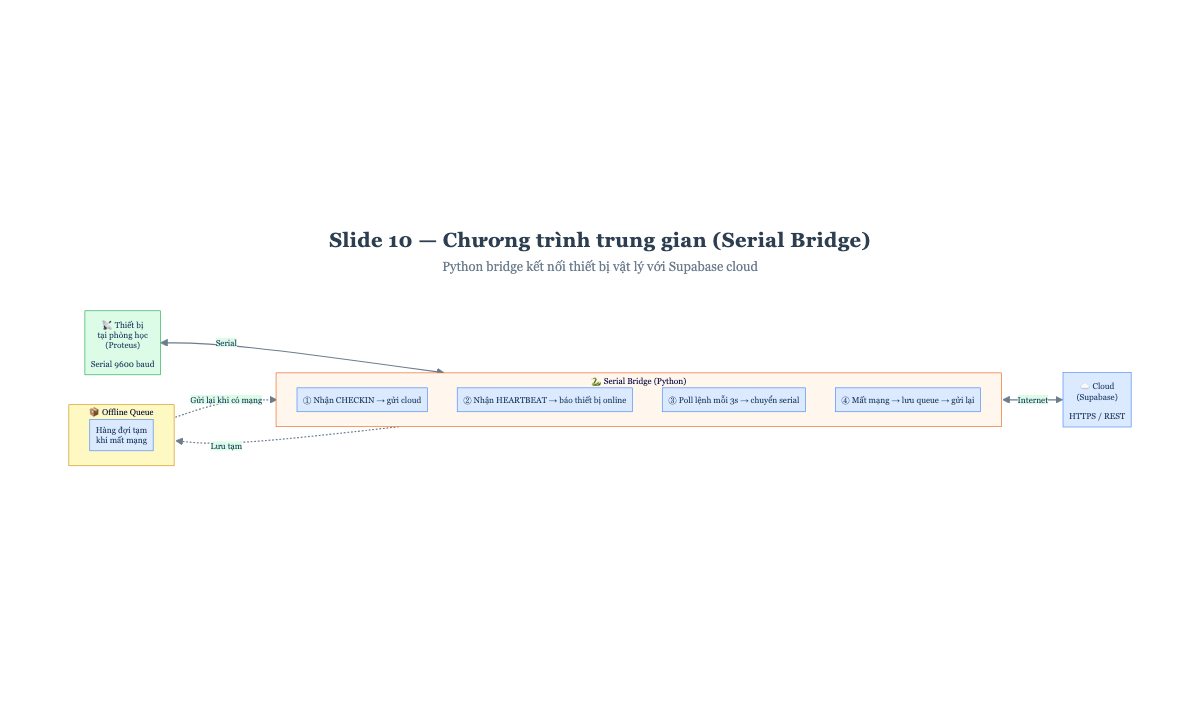 Slide 10 — Chương trình trung gian (Serial Bridge)
Python bridge kết nối thiết bị vật lý với Supabase cloud
📡 Thiết bị
tại phòng học
(Proteus)
Serial 9600 baud
Serial
🐍 Serial Bridge (Python)
① Nhận CHECKIN → gửi cloud
② Nhận HEARTBEAT → báo thiết bị online
③ Poll lệnh mỗi 3s → chuyển serial
④ Mất mạng → lưu queue → gửi lại
Internet
☁️ Cloud
(Supabase)
HTTPS / REST
Gửi lại khi có mạng
📦 Offline Queue
Hàng đợi tạm
khi mất mạng
Lưu tạm